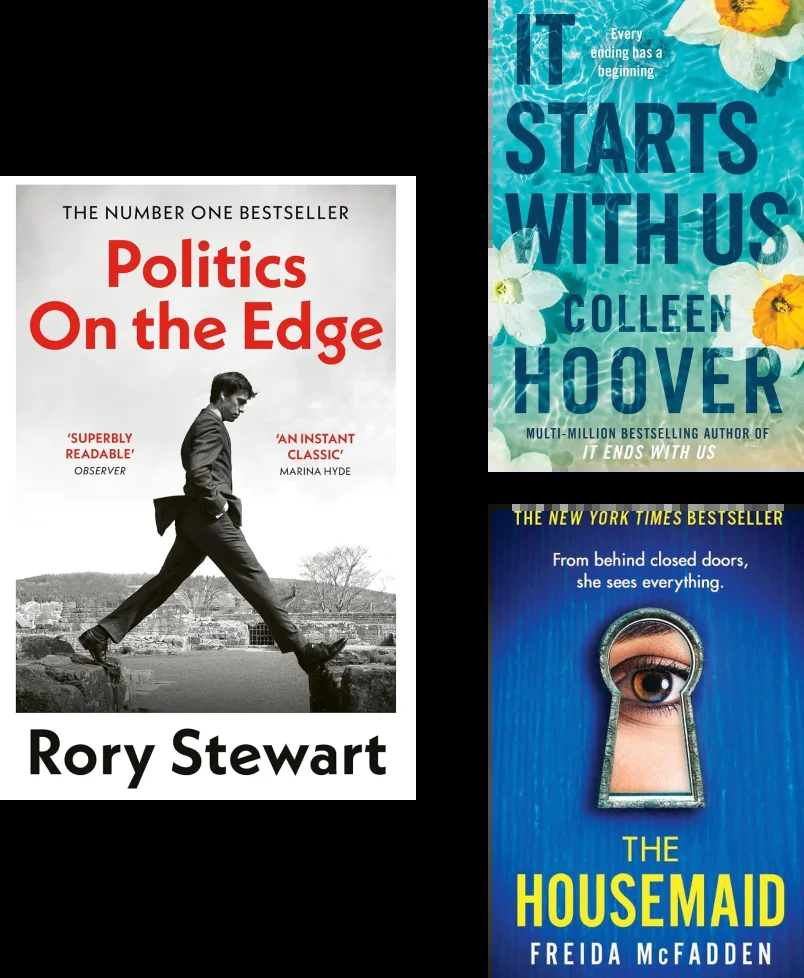 THE NUMBER ONE BESTSELLER
Politics
On the Edge
'SUPERBLY
READABLE'
OBSERVER
'AN INSTANT
CLASSIC'
MARINA HYDE
Rory Stewart
IT
Every
ending has a
beginning.
STARTS
WITH US
COLLEEN
HOOVER
MULTI-MILLION BESTSELLING AUTHOR OF
IT ENDS WITH US
THE NEW YORK TIMES BESTSELLER
From behind closed doors,
she sees everything.
THE
HOUSEMAID
FREIDA McFADDEN